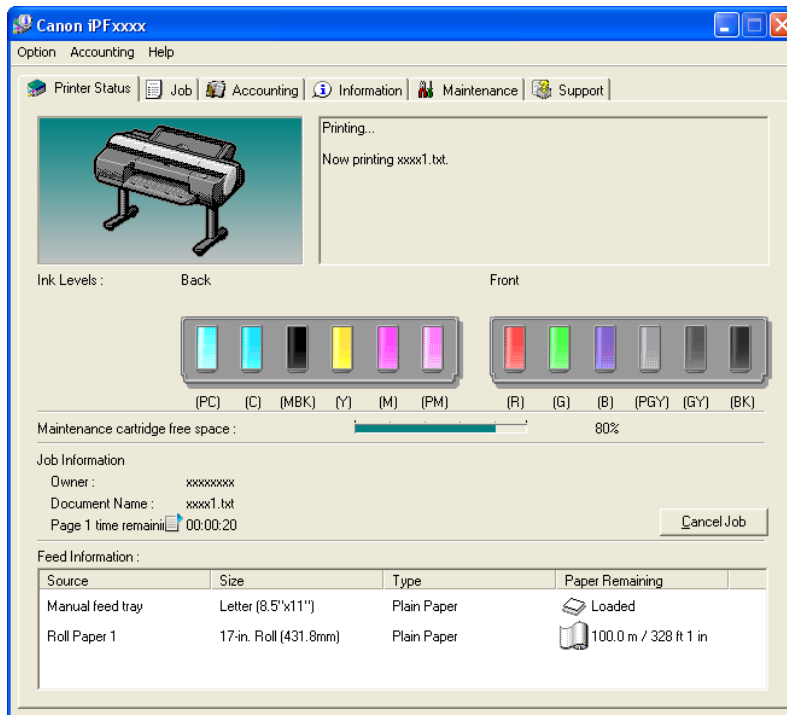 Canon iPFxxxx
Option Accounting Help
Printer Status Job Accounting Information Maintenance Support
Printing...
Now printing xxxx1.txt.
Ink Levels : Back Front
(PC) (C) (MBK) (Y) (M) (PM) (R) (G) (B) (PGY) (GY) (BK)
Maintenance cartridge free space : 80%
Job Information
Owner : xxxxxxxx
Document Name : xxxx1.txt
Page 1 time remaini 00:00:20
Cancel Job
Feed Information :
Source Size Type Paper Remaining
Manual feed tray Letter (8.5"x11") Plain Paper Loaded
Roll Paper 1 17-in. Roll (431.8mm) Plain Paper 100.0 m / 328 ft 1 in